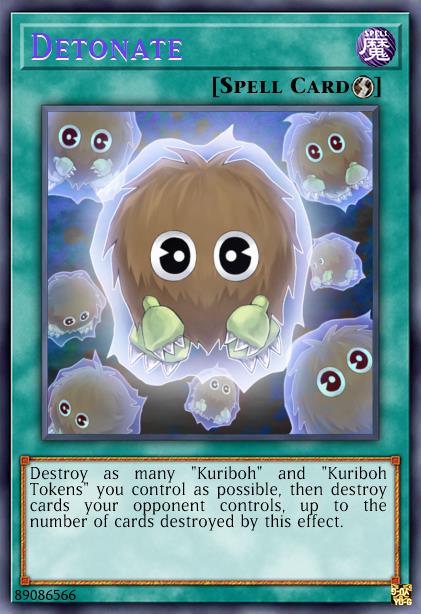 Detonate
SPELL
魔
[Spell Card]
Destroy as many "Kuriboh" and "Kuriboh
Tokens" you control as possible, then destroy
cards your opponent controls, up to the
number of cards destroyed by this effect.
89086566